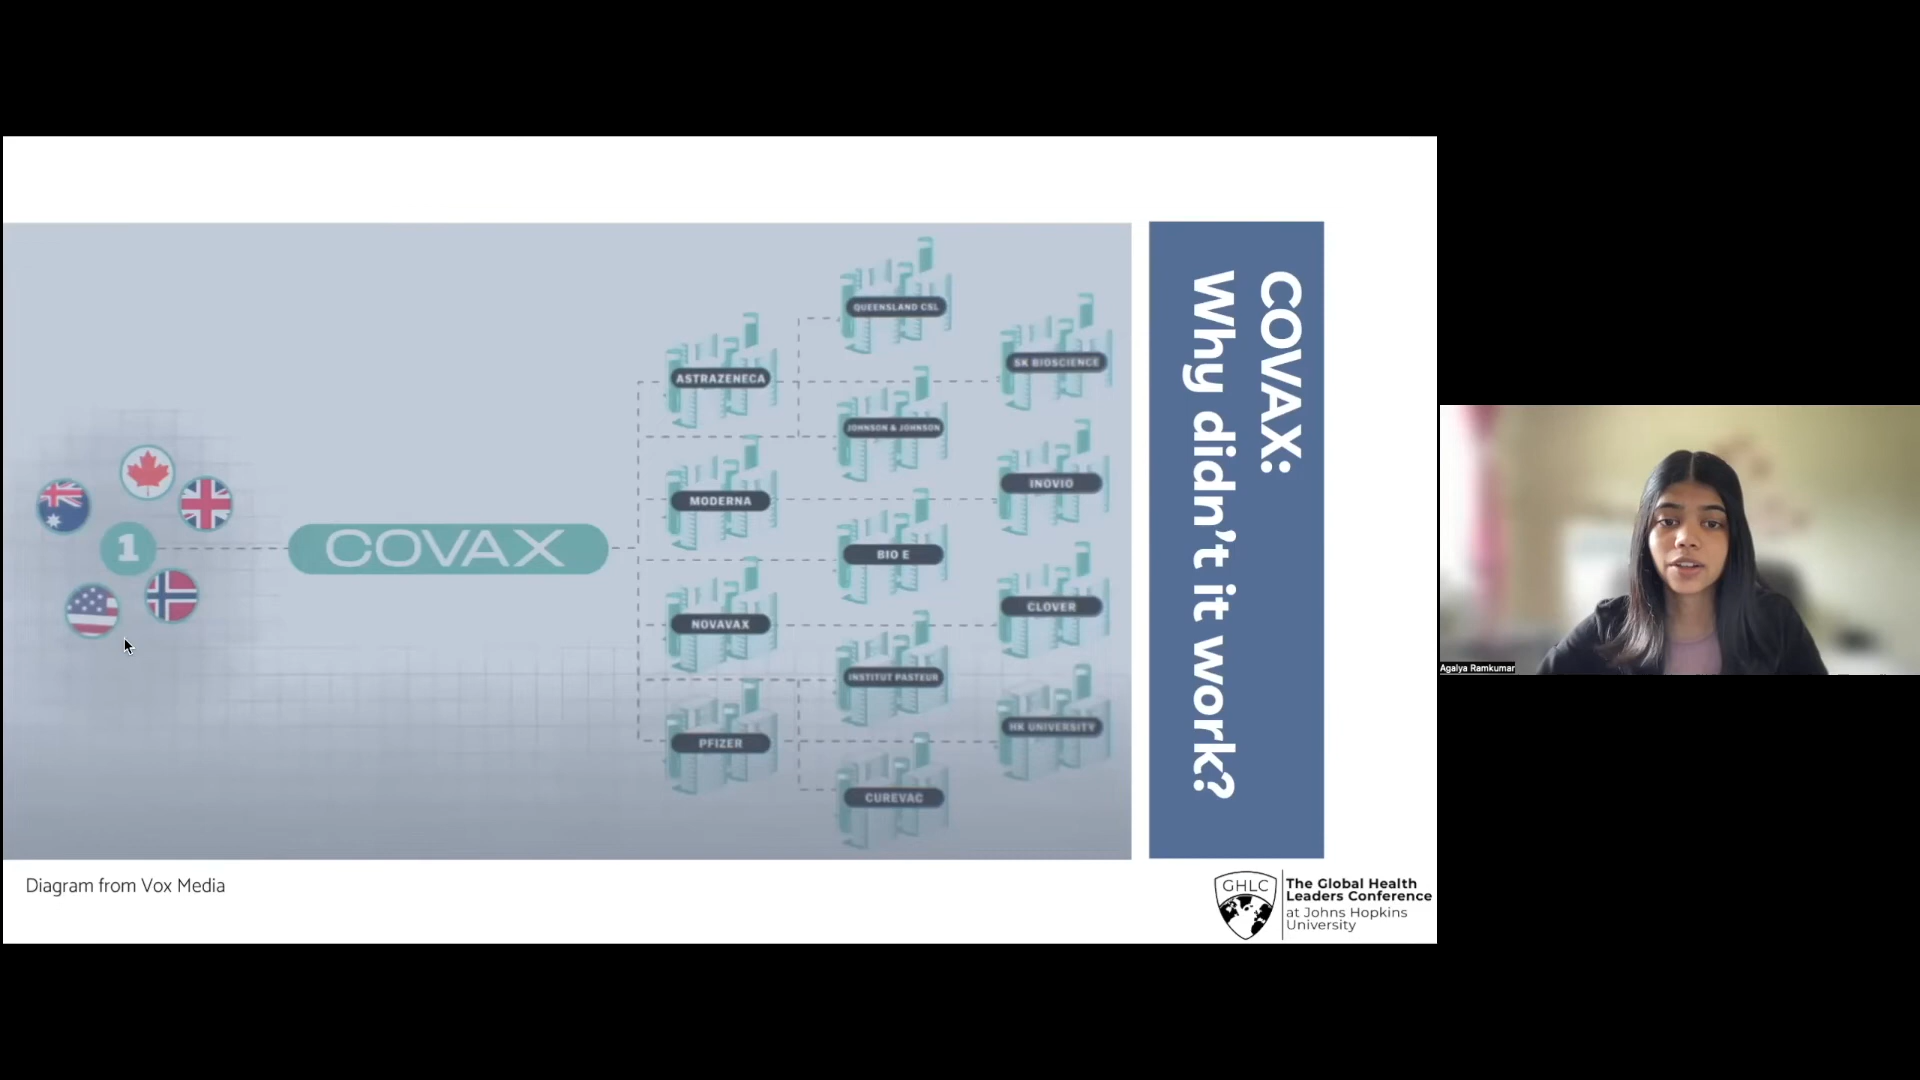 1
COVAX
QUEENSLAND CSL
SK BIOSCIENCE
ASTRAZENECA
JOHNSON & JOHNSON
INOVIO
MODERNA
BIO E
CLOVER
NOVAVAX
INSTITUT PASTEUR
HK UNIVERSITY
PFIZER
CUREVAC
COVAX:
Why didn't it work?
Diagram from Vox Media
GHLC
The Global Health
Leaders Conference
at Johns Hopkins
University
Agalya Ramkumar